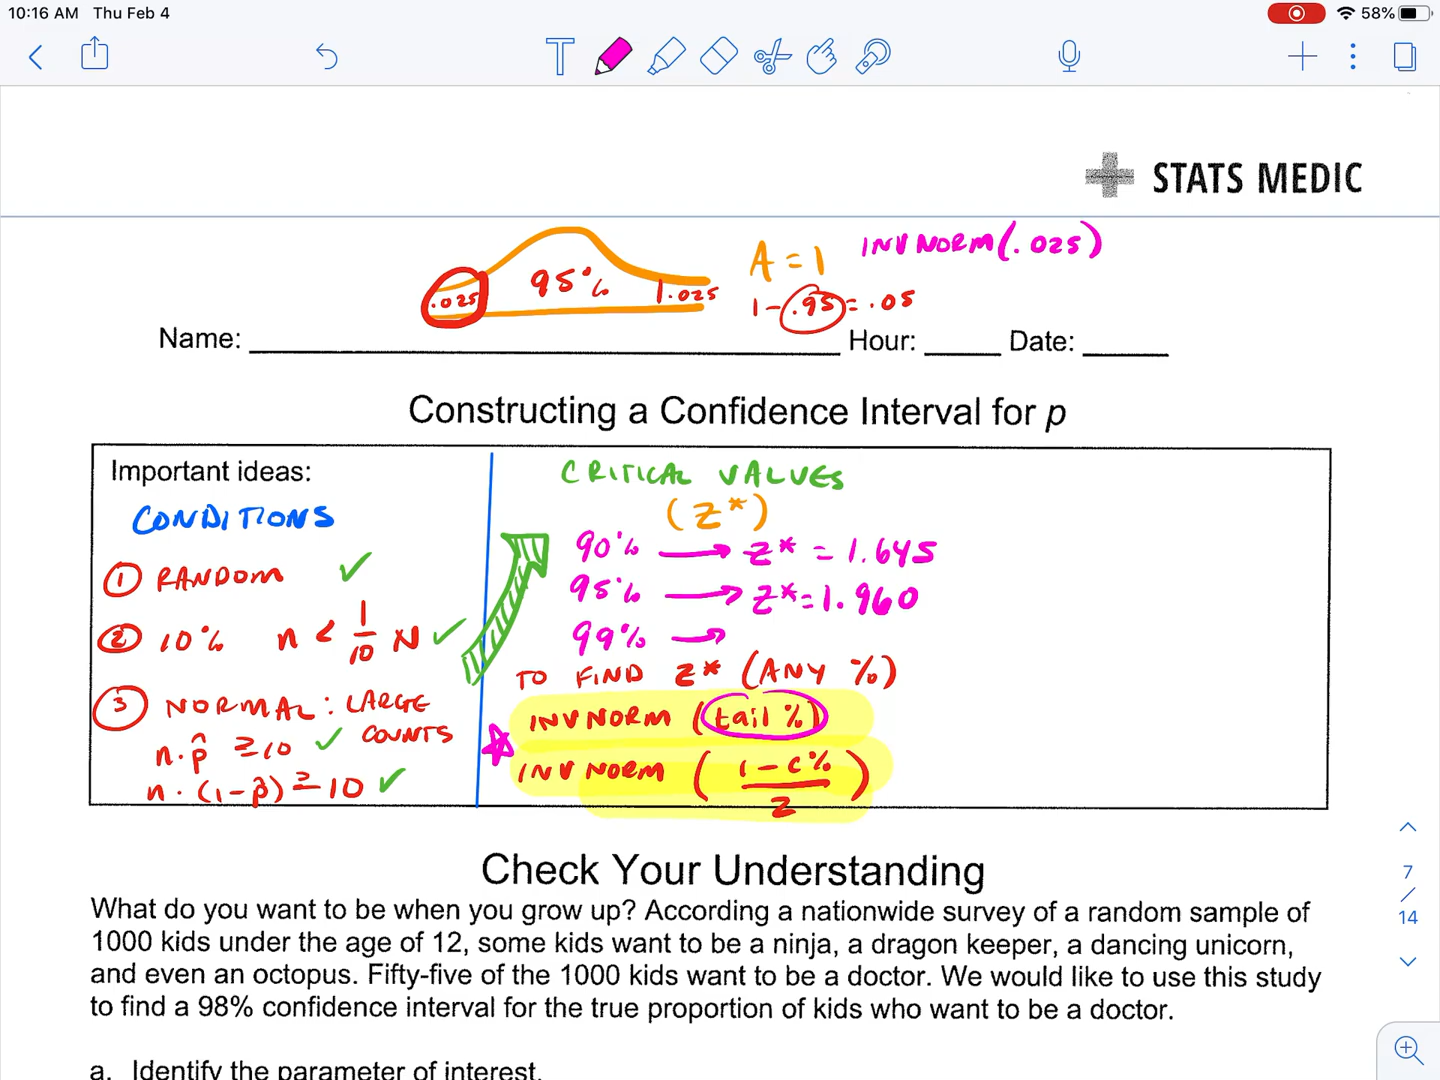 10:16 AM Thu Feb 4
58%
STATS MEDIC
A = 1 INVNORM(.025)
.025 95% .025
1 - .95 = .05
Name: Hour: Date:
Constructing a Confidence Interval for p
Important ideas:
CONDITIONS
① RANDOM ✓
② 10% n < 1/10 N ✓
③ NORMAL: LARGE
COUNTS
n · p̂ ≥ 10 ✓
n · (1-p̂) ≥ 10 ✓
CRITICAL VALUES
(z*)
90% → z* = 1.645
95% → z* = 1.960
99% →
TO FIND z* (ANY %)
INVNORM (tail %)
INVNORM ( 1 - C% / 2 )
Check Your Understanding
What do you want to be when you grow up? According a nationwide survey of a random sample of
1000 kids under the age of 12, some kids want to be a ninja, a dragon keeper, a dancing unicorn,
and even an octopus. Fifty-five of the 1000 kids want to be a doctor. We would like to use this study
to find a 98% confidence interval for the true proportion of kids who want to be a doctor.
a. Identify the parameter of interest.
7
/
14